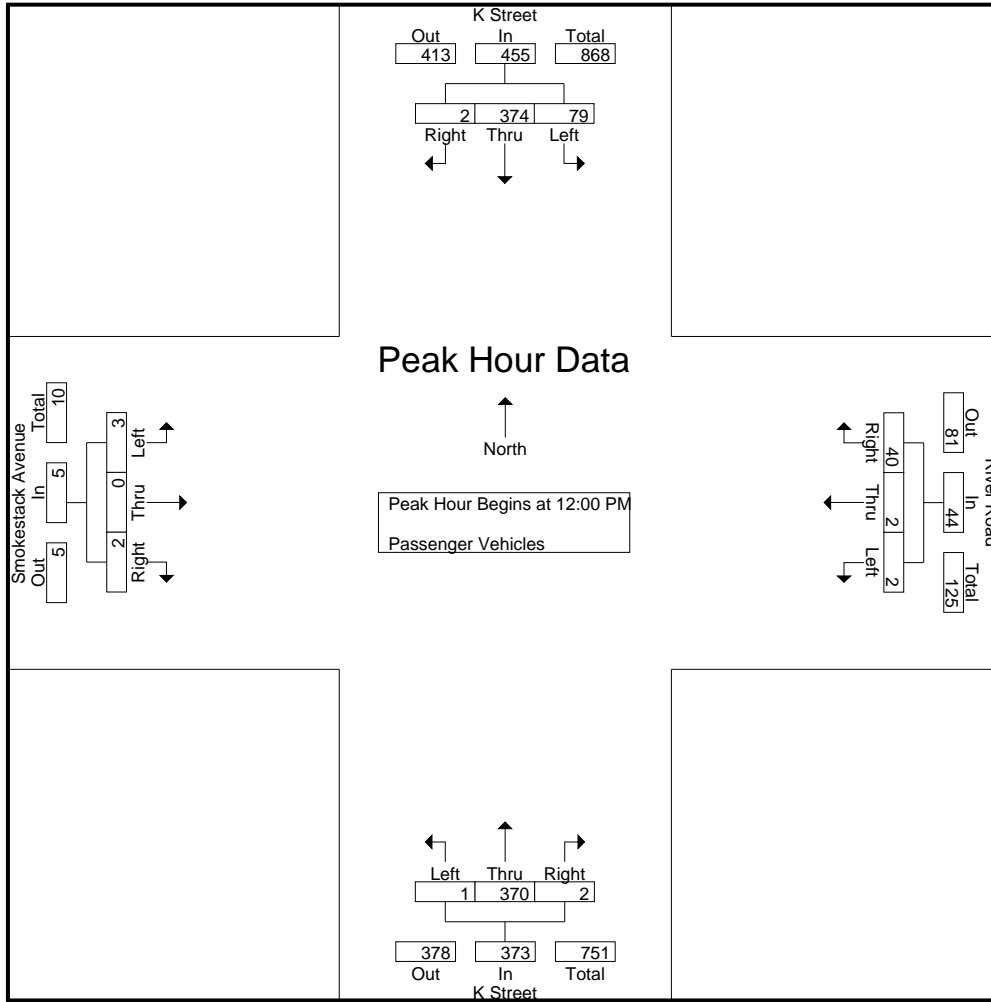 K Street
Out In Total
413 455 868
2 374 79
Right Thru Left
Peak Hour Data
North
Peak Hour Begins at 12:00 PM
Passenger Vehicles
Smokestack Avenue
Out In Total
5 5 10
Right Thru Left
2 0 3
River Road
Out In Total
81 44 125
Right Thru Left
40 2 2
Left Thru Right
1 370 2
378 373 751
Out In Total
K Street